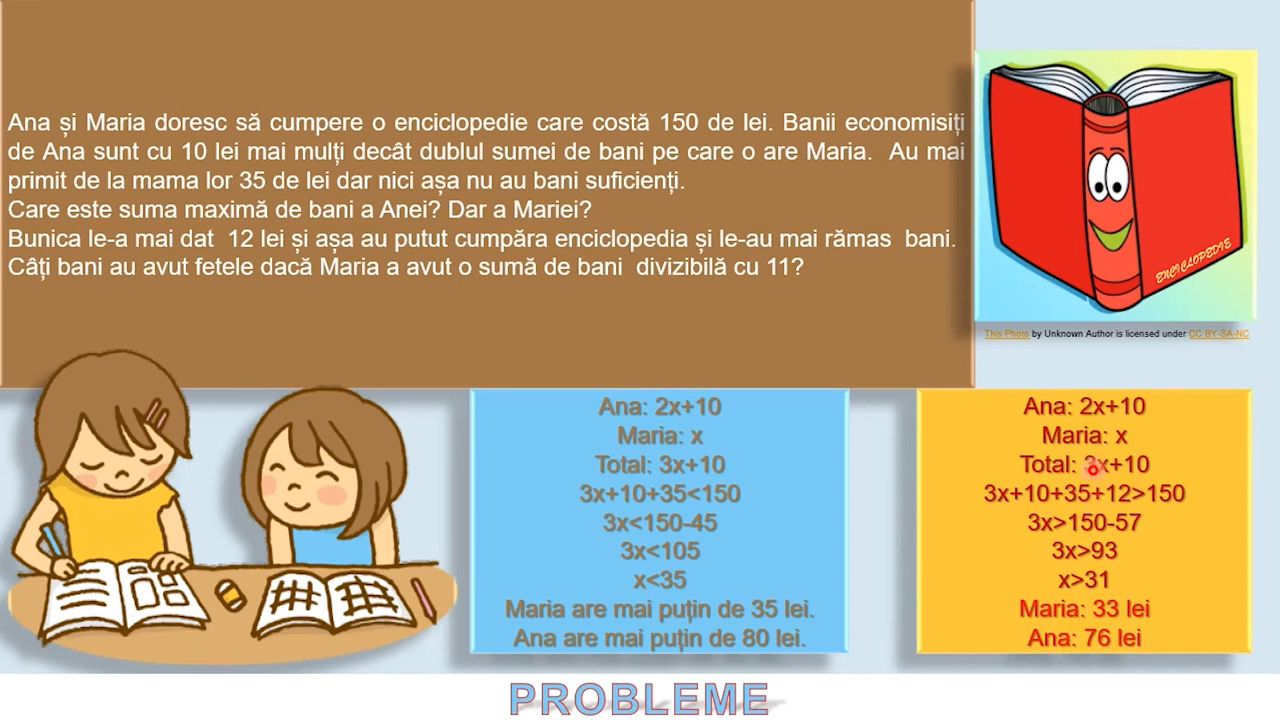 Ana și Maria doresc să cumpere o enciclopedie care costă 150 de lei. Banii economisiți
de Ana sunt cu 10 lei mai mulți decât dublul sumei de bani pe care o are Maria. Au mai
primit de la mama lor 35 de lei dar nici așa nu au bani suficienți.
Care este suma maximă de bani a Anei? Dar a Mariei?
Bunica le-a mai dat 12 lei și așa au putut cumpăra enciclopedia și le-au mai rămas bani.
Câți bani au avut fetele dacă Maria a avut o sumă de bani divizibilă cu 11?
ENCICLOPEDIE
This Photo by Unknown Author is licensed under CC BY-SA-NC
Ana: 2x+10
Maria: x
Total: 3x+10
3x+10+35<150
3x<150-45
3x<105
x<35
Maria are mai puțin de 35 lei.
Ana are mai puțin de 80 lei.
Ana: 2x+10
Maria: x
Total: 3x+10
3x+10+35+12>150
3x>150-57
3x>93
x>31
Maria: 33 lei
Ana: 76 lei
PROBLEME